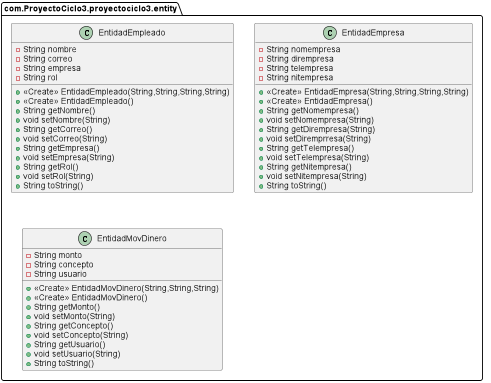 com.ProyectoCiclo3.proyectociclo3.entity
C EntidadEmpleado
String nombre
String correo
String empresa
String rol
«Create» EntidadEmpleado(String,String,String,String)
«Create» EntidadEmpleado()
String getNombre()
void setNombre(String)
String getCorreo()
void setCorreo(String)
String getEmpresa()
void setEmpresa(String)
String getRol()
void setRol(String)
String toString()
C EntidadEmpresa
String nomempresa
String dirempresa
String telempresa
String nitempresa
«Create» EntidadEmpresa(String,String,String,String)
«Create» EntidadEmpresa()
String getNomempresa()
void setNomempresa(String)
String getDirempresa()
void setDiremprresa(String)
String getTelempresa()
void setTelempresa(String)
String getNitempresa()
void setNitempresa(String)
String toString()
C EntidadMovDinero
String monto
String concepto
String usuario
«Create» EntidadMovDinero(String,String,String)
«Create» EntidadMovDinero()
String getMonto()
void setMonto(String)
String getConcepto()
void setConcepto(String)
String getUsuario()
void setUsuario(String)
String toString()